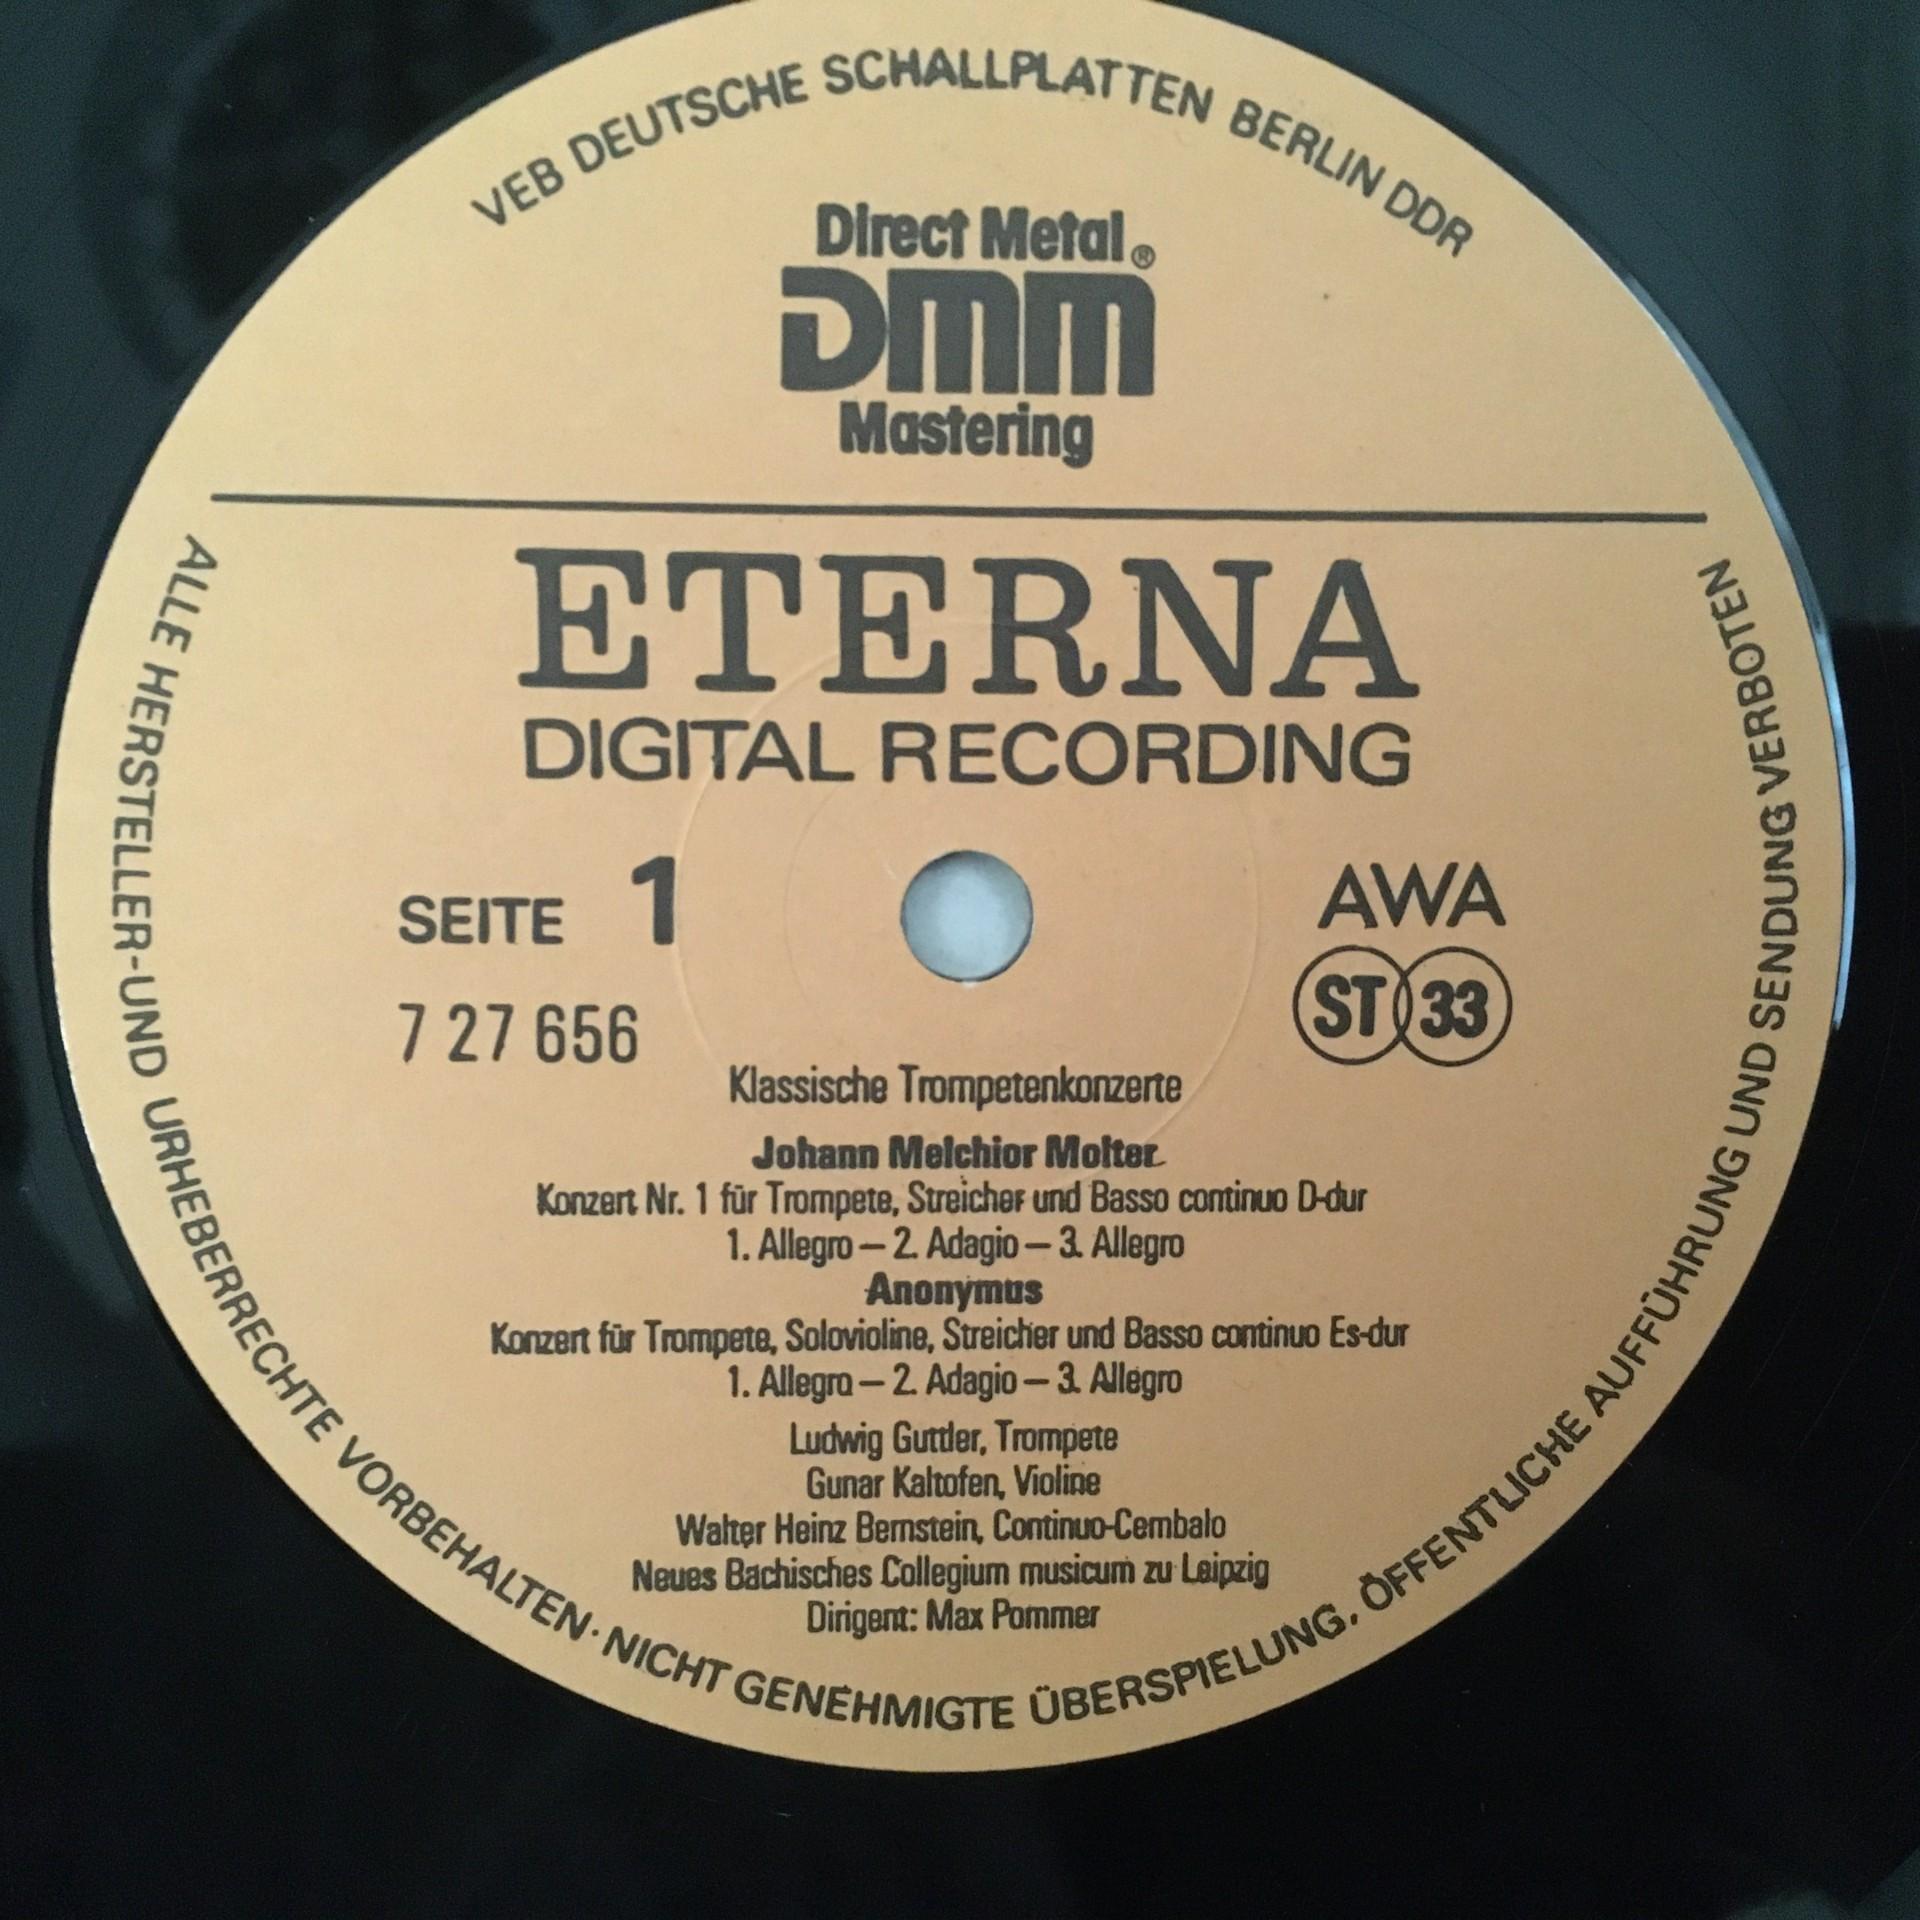 VEB DEUTSCHE SCHALLPLATTEN BERLIN DDR
Direct Metal®
DMM
Mastering
ETERNA
DIGITAL RECORDING
SEITE 1
AWA
7 27 656
ST 33
Klassische Trompetenkonzerte
Johann Melchior Molter
Konzert Nr. 1 für Trompete, Streicher und Basso continuo D-dur
1. Allegro – 2. Adagio – 3. Allegro
Anonymus
Konzert für Trompete, Solovioline, Streicher und Basso continuo Es-dur
1. Allegro – 2. Adagio – 3. Allegro
Ludwig Guttler, Trompete
Gunar Kaltofen, Violine
Walter Heinz Bernstein, Continuo-Cembalo
Neues Bachisches Collegium musicum zu Leipzig
Dirigent: Max Pommer
ALLE HERSTELLER-UND URHEBERRECHTE VORBEHALTEN · NICHT GENEHMIGTE ÜBERSPIELUNG, ÖFFENTLICHE AUFFÜHRUNG UND SENDUNG VERBOTEN